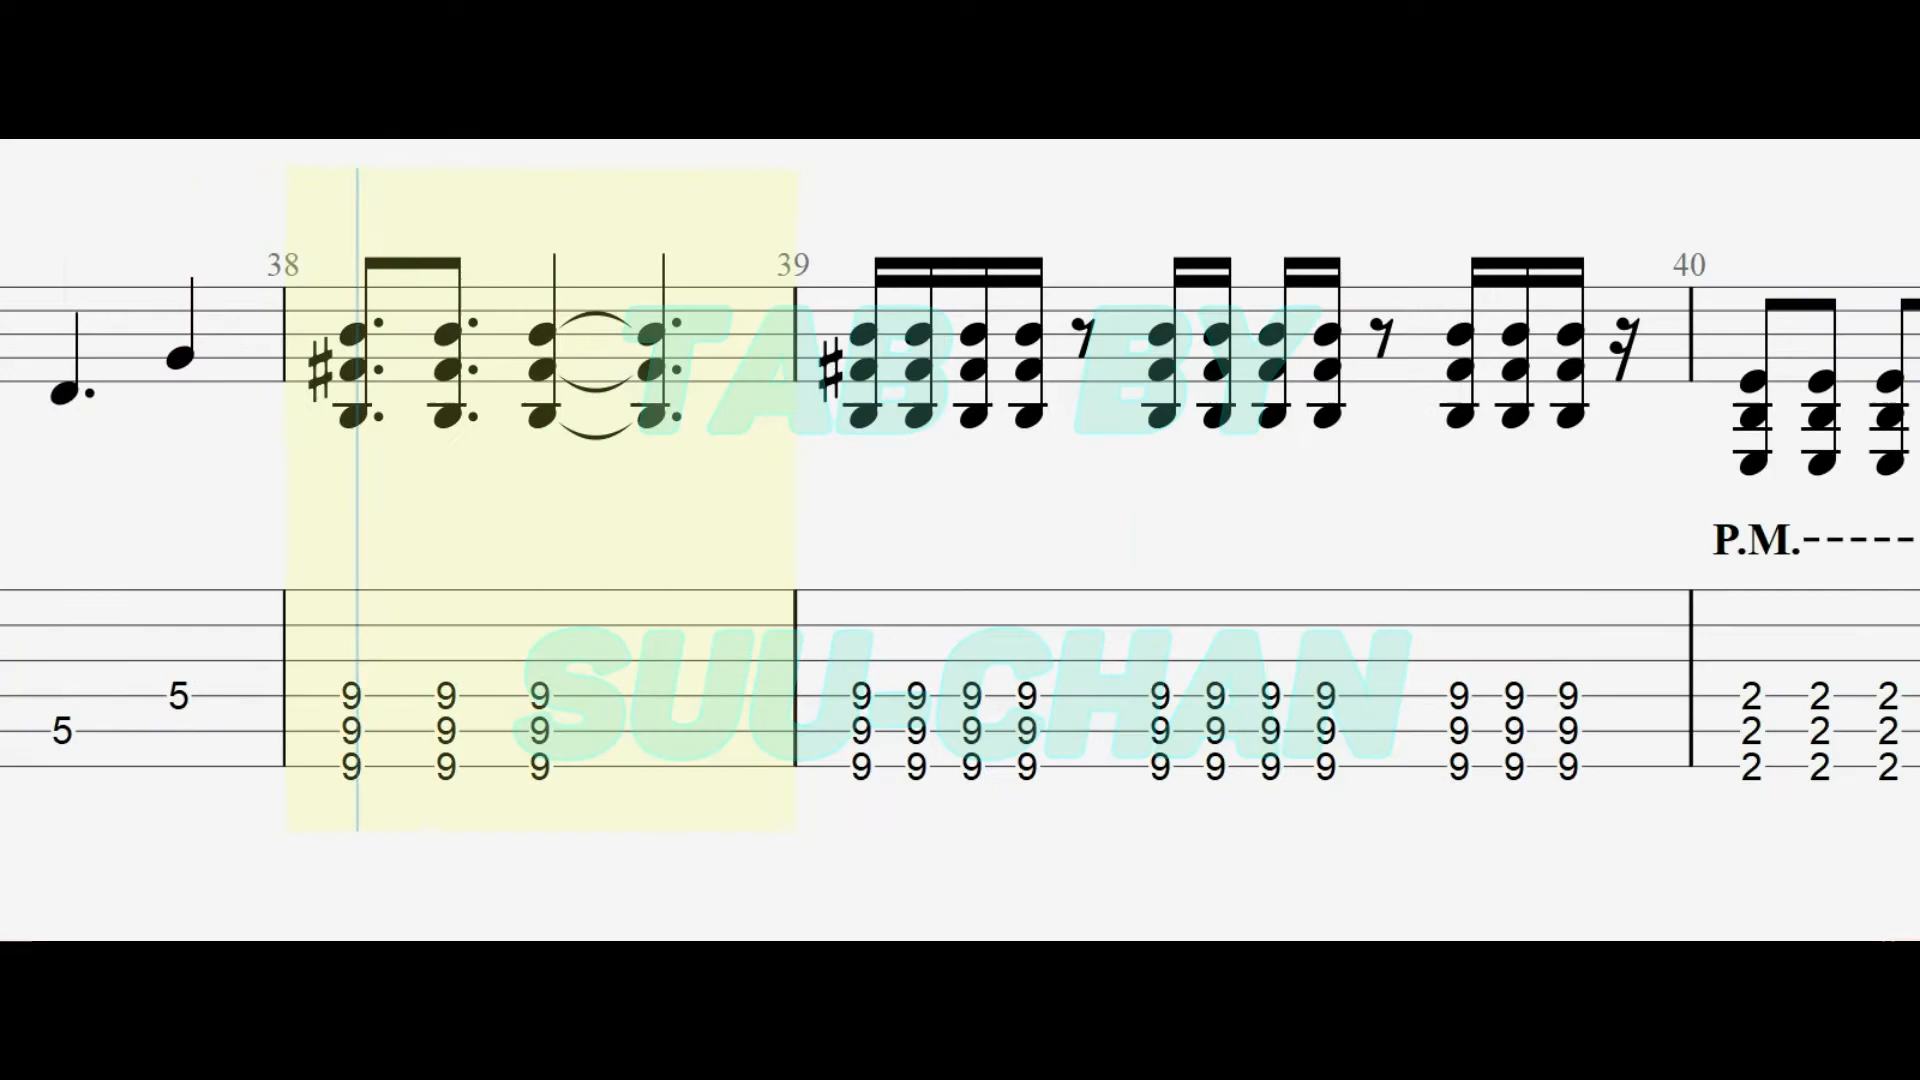 38 39 40
TAB BY
P.M.
5 9 9 9 9 9 9 9 9 9 9 9 9 9 9 2 2 2
5 9 9 9 9 9 9 9 9 9 9 9 9 9 9 2 2 2
9 9 9 9 9 9 9 9 9 9 9 9 9 9 2 2 2
SUU-CHAN